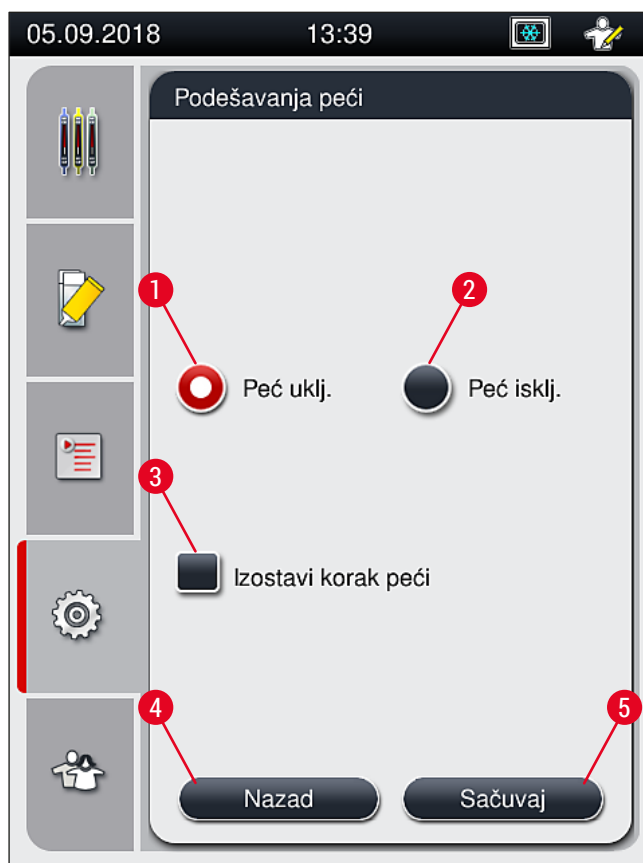 05.09.2018 13:39
Podešavanja peći
1 2
Peć uklj. Peć isklj.
3
Izostavi korak peći
4 5
Nazad Sačuvaj